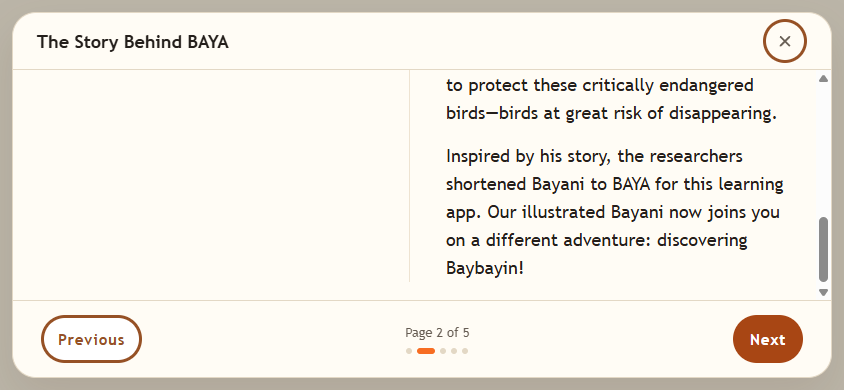 The Story Behind BAYA
to protect these critically endangered
birds—birds at great risk of disappearing.
Inspired by his story, the researchers
shortened Bayani to BAYA for this learning
app. Our illustrated Bayani now joins you
on a different adventure: discovering
Baybayin!
Previous
Page 2 of 5
Next